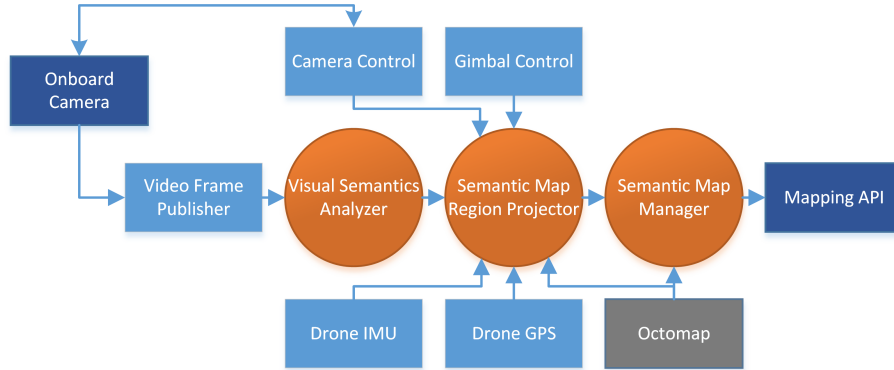 Camera Control
Gimbal Control
Onboard
Camera
Video Frame
Publisher
Visual Semantics
Analyzer
Semantic Map
Region Projector
Semantic Map
Manager
Mapping API
Drone IMU
Drone GPS
Octomap